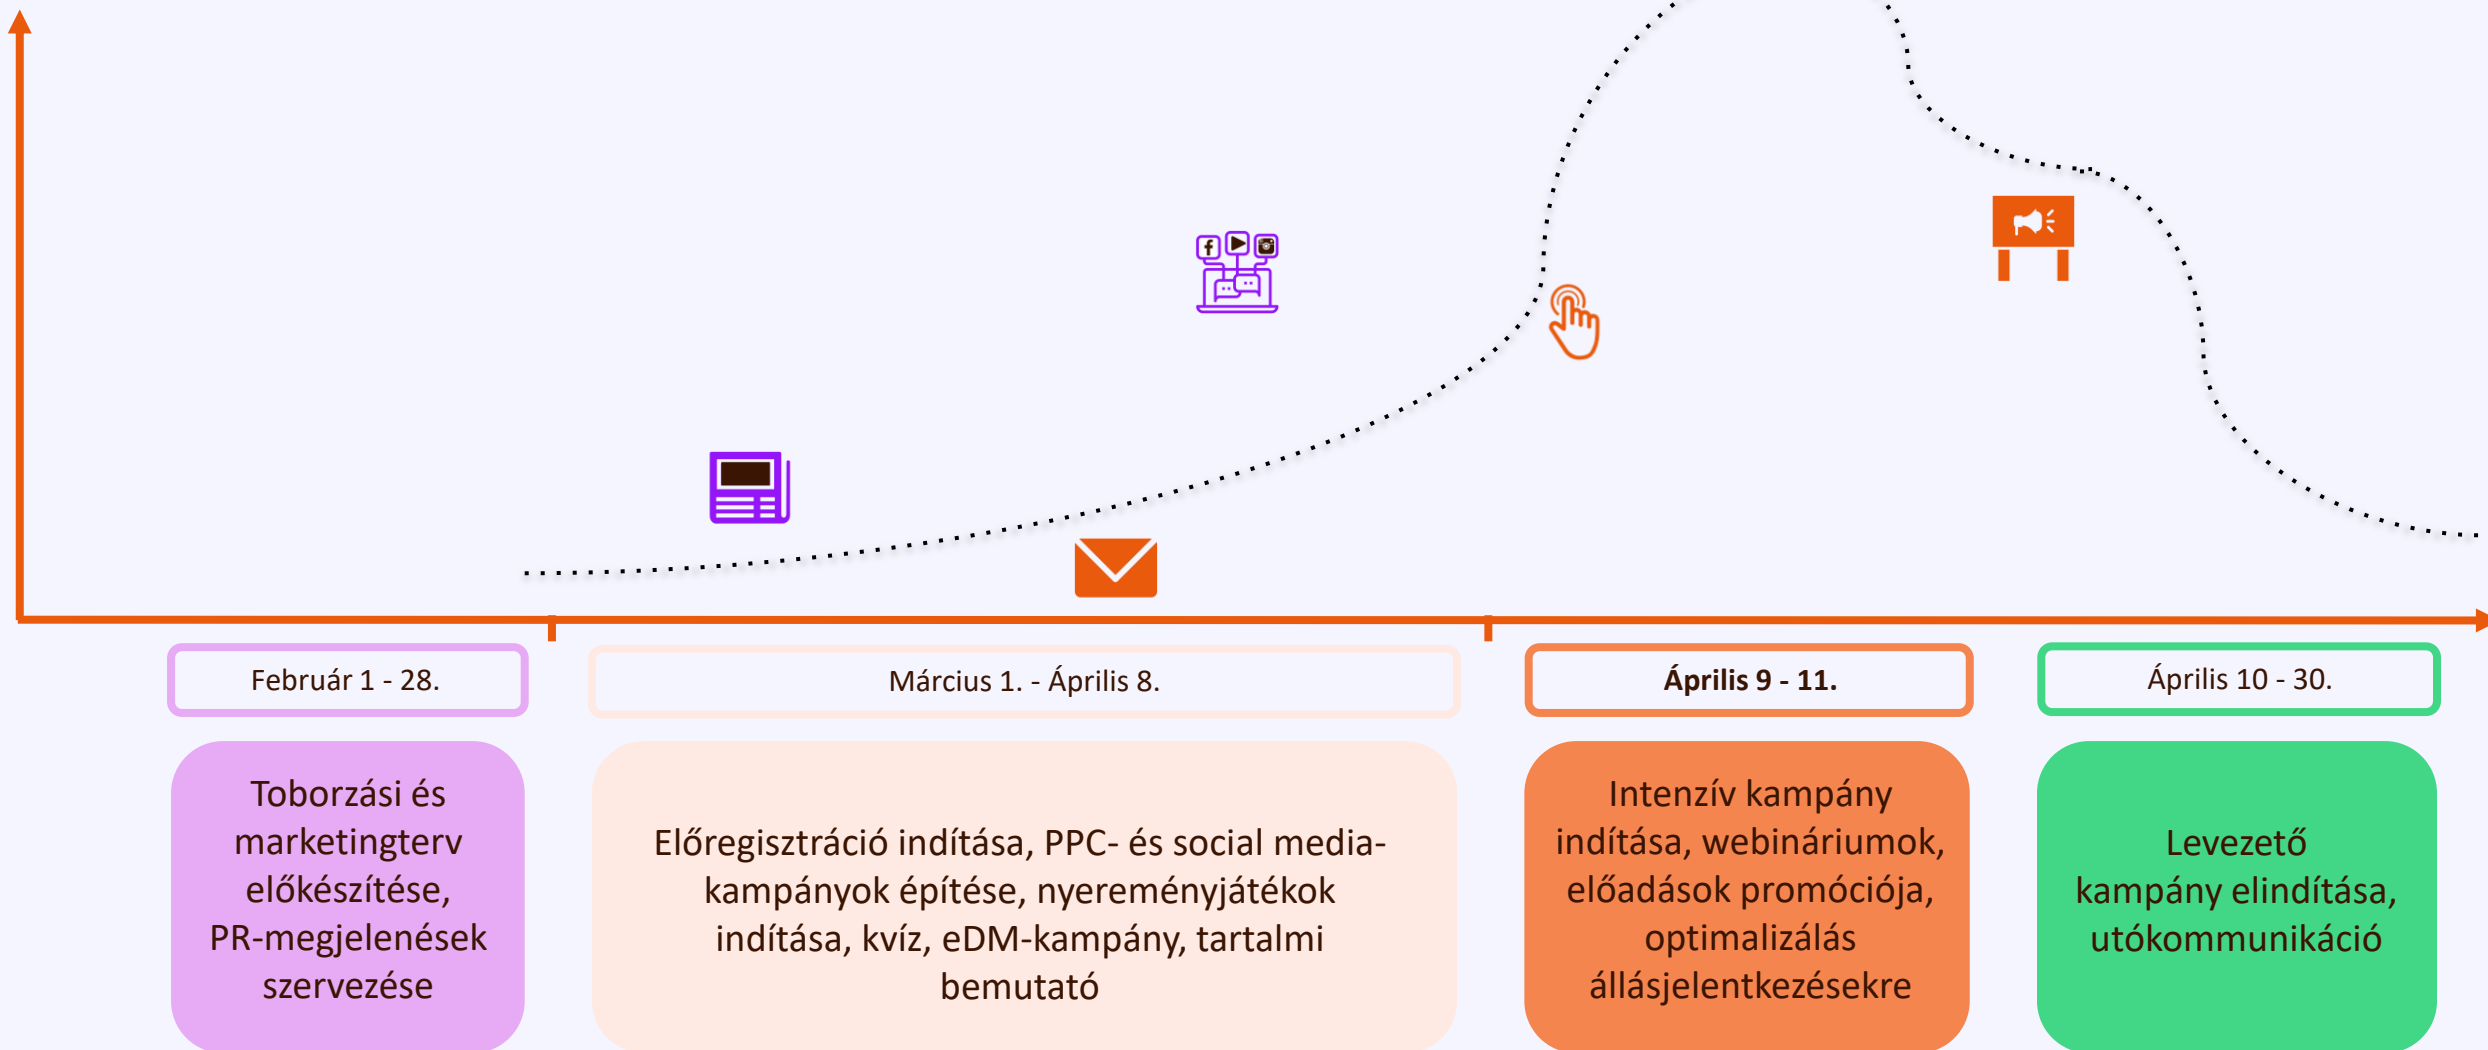 Február 1 - 28.
Március 1. - Április 8.
Április 9 - 11.
Április 10 - 30.
Toborzási és
marketingterv
előkészítése,
PR-megjelenések
szervezése
Előregisztráció indítása, PPC- és social media-
kampányok építése, nyereményjátékok
indítása, kvíz, eDM-kampány, tartalmi
bemutató
Intenzív kampány
indítása, webináriumok,
előadások promóciója,
optimalizálás
állásjelentkezésekre
Levezető
kampány elindítása,
utókommunikáció